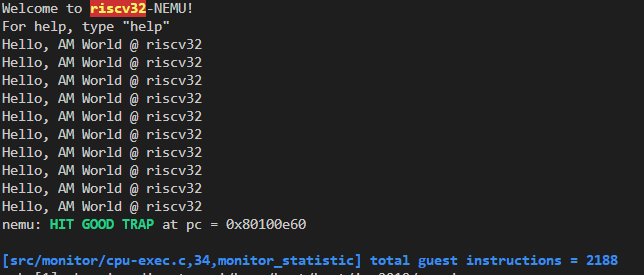 Welcome to riscv32-NEMU!
For help, type "help"
Hello, AM World @ riscv32
Hello, AM World @ riscv32
Hello, AM World @ riscv32
Hello, AM World @ riscv32
Hello, AM World @ riscv32
Hello, AM World @ riscv32
Hello, AM World @ riscv32
Hello, AM World @ riscv32
Hello, AM World @ riscv32
Hello, AM World @ riscv32
nemu: HIT GOOD TRAP at pc = 0x80100e60
[src/monitor/cpu-exec.c,34,monitor_statistic] total guest instructions = 2188